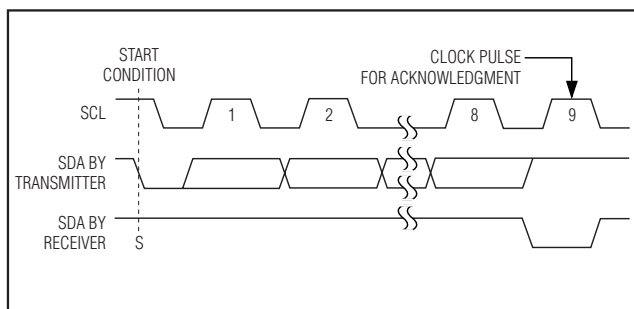 START
CONDITION
CLOCK PULSE
FOR ACKNOWLEDGMENT
SCL
1
2
8
9
SDA BY
TRANSMITTER
SDA BY
RECEIVER
S